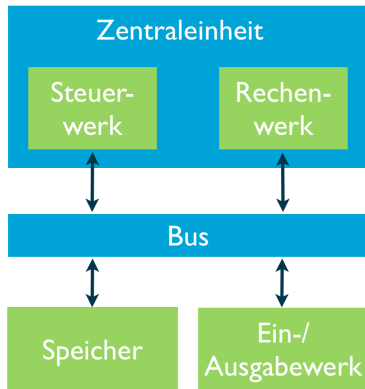 Zentraleinheit
Steuer-
werk
Rechen-
werk
Bus
Speicher
Ein-/
Ausgabewerk